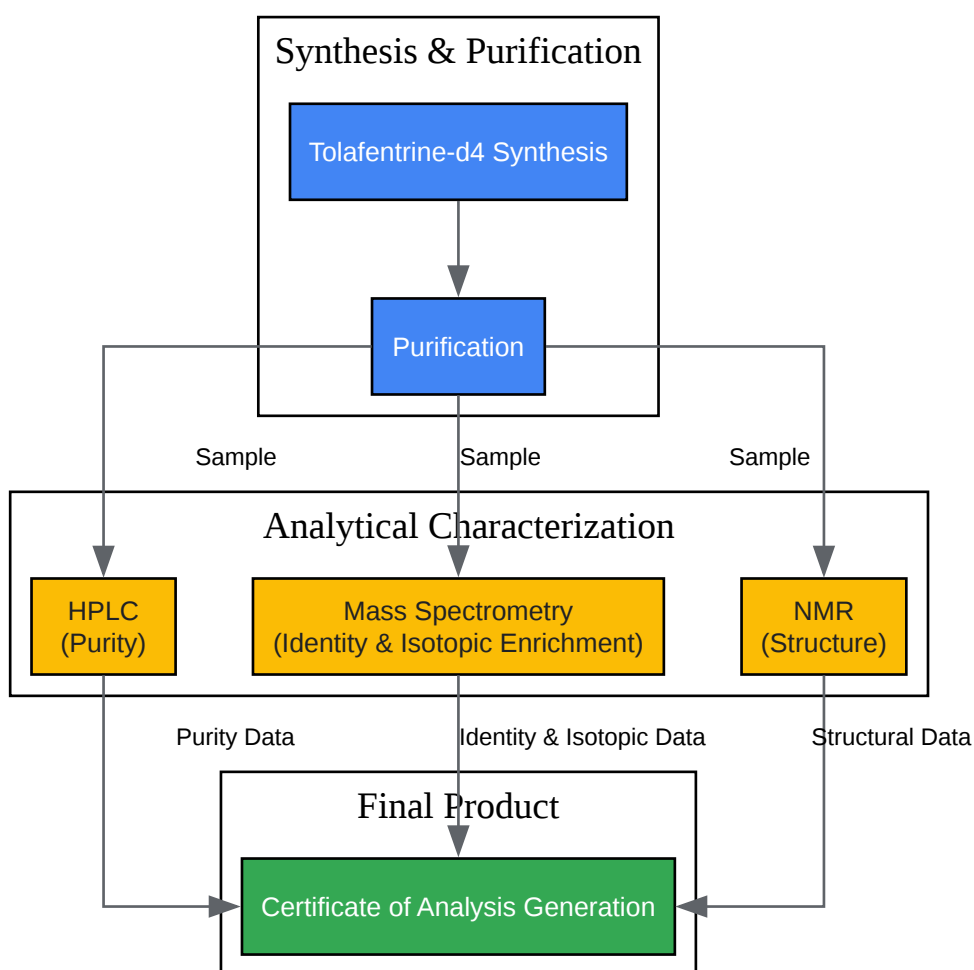 Synthesis & Purification
Tolafentrine-d4 Synthesis
Purification
Sample
Sample
Sample
Analytical Characterization
HPLC
(Purity)
Mass Spectrometry
(Identity & Isotopic Enrichment)
NMR
(Structure)
Purity Data
Identity & Isotopic Data
Structural Data
Final Product
Certificate of Analysis Generation